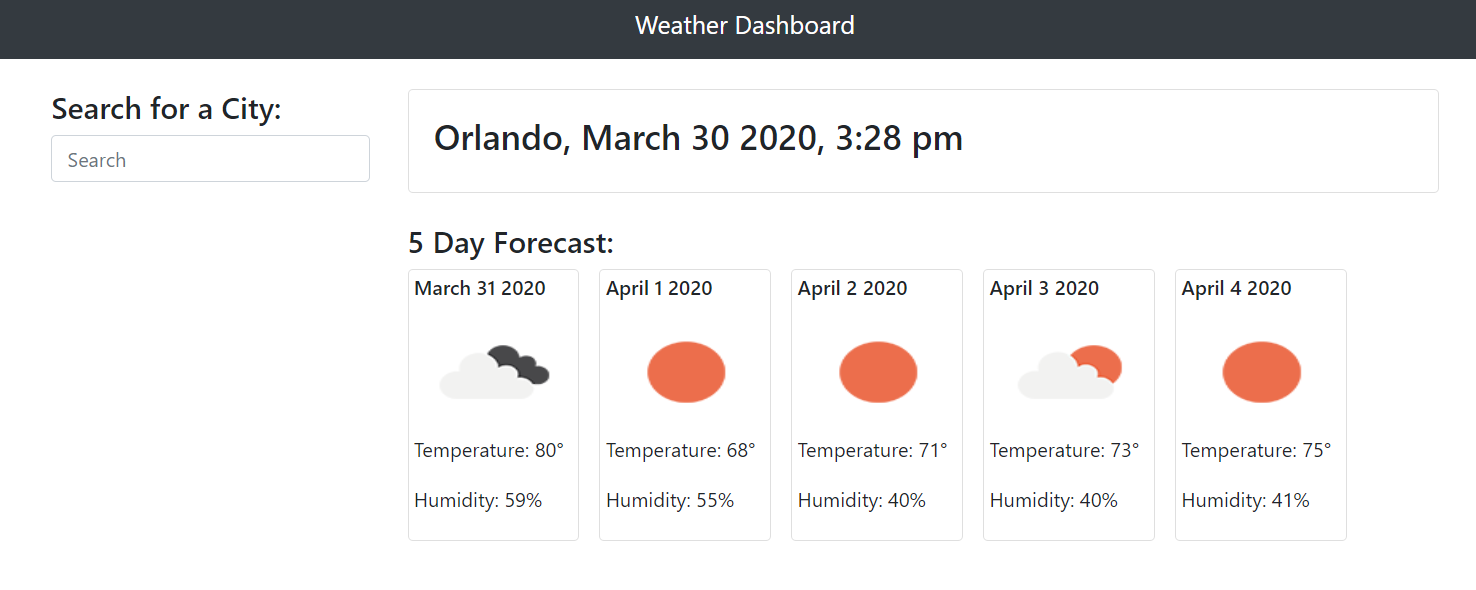 Weather Dashboard
Search for a City:
Search
Orlando, March 30 2020, 3:28 pm
5 Day Forecast:
March 31 2020
Temperature: 80°
Humidity: 59%
April 1 2020
Temperature: 68°
Humidity: 55%
April 2 2020
Temperature: 71°
Humidity: 40%
April 3 2020
Temperature: 73°
Humidity: 40%
April 4 2020
Temperature: 75°
Humidity: 41%